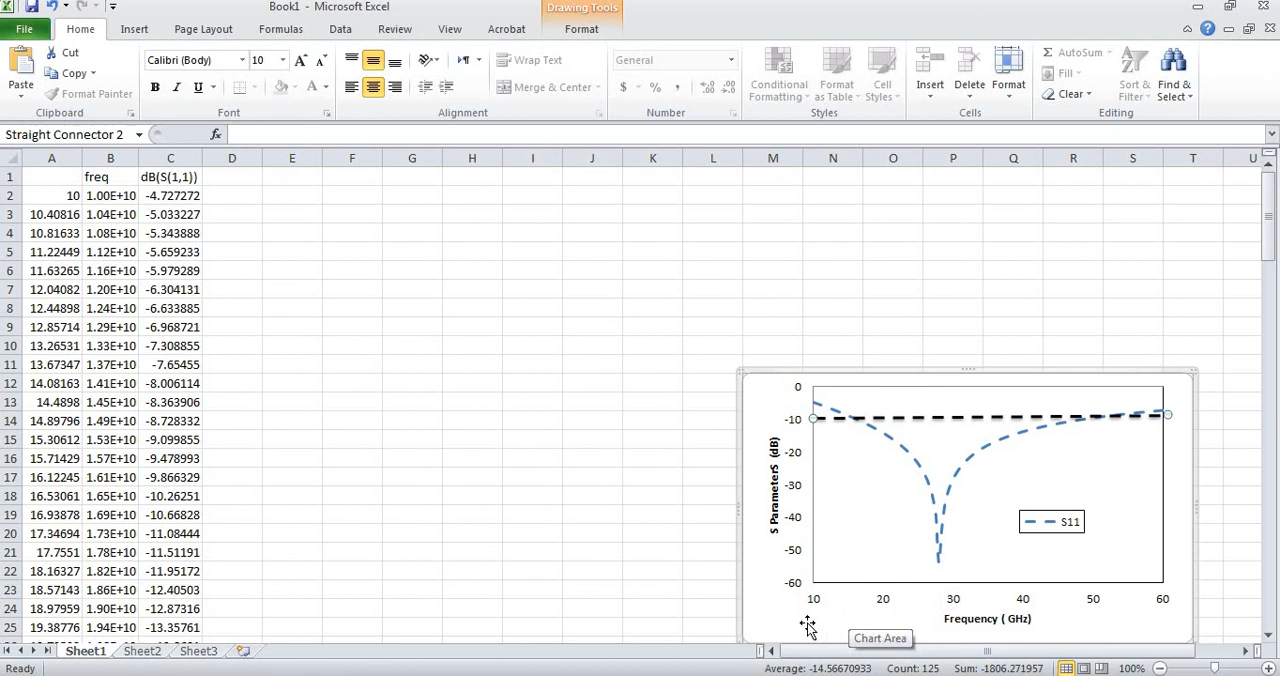 Book1 - Microsoft Excel
Drawing Tools
File Home Insert Page Layout Formulas Data Review View Acrobat Format
Paste
Cut
Copy
Format Painter
Clipboard
Calibri (Body) 10
B I U
Font
Wrap Text
Merge & Center
Alignment
General
$ % ,
Number
Conditional Formatting
Format as Table
Cell Styles
Styles
Insert Delete Format
Cells
AutoSum
Fill
Clear
Sort & Filter
Find & Select
Editing
Straight Connector 2 fx
A B C D E F G H I J K L M N O P Q R S T U
1 freq dB(S(1,1))
2 10 1.00E+10 -4.727272
3 10.40816 1.04E+10 -5.033227
4 10.81633 1.08E+10 -5.343888
5 11.22449 1.12E+10 -5.659233
6 11.63265 1.16E+10 -5.979289
7 12.04082 1.20E+10 -6.304131
8 12.44898 1.24E+10 -6.633885
9 12.85714 1.29E+10 -6.968721
10 13.26531 1.33E+10 -7.308855
11 13.67347 1.37E+10 -7.65455
12 14.08163 1.41E+10 -8.006114
13 14.4898 1.45E+10 -8.363906
14 14.89796 1.49E+10 -8.728332
15 15.30612 1.53E+10 -9.099855
16 15.71429 1.57E+10 -9.478993
17 16.12245 1.61E+10 -9.866329
18 16.53061 1.65E+10 -10.26251
19 16.93878 1.69E+10 -10.66828
20 17.34694 1.73E+10 -11.08444
21 17.7551 1.78E+10 -11.51191
22 18.16327 1.82E+10 -11.95172
23 18.57143 1.86E+10 -12.40503
24 18.97959 1.90E+10 -12.87316
25 19.38776 1.94E+10 -13.35761
0
-10
-20
-30
-40
-50
-60
S ParameterS (dB)
S11
10 20 30 40 50 60
Frequency ( GHz)
Chart Area
Sheet1 Sheet2 Sheet3
Ready Average: -14.56670933 Count: 125 Sum: -1806.271957 100%